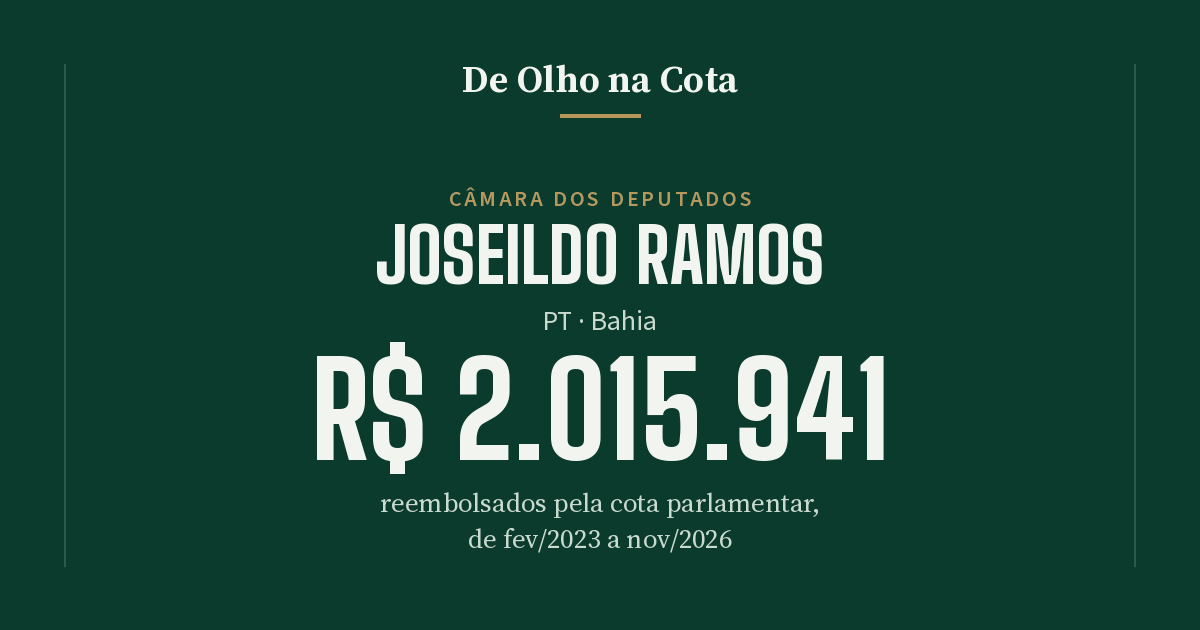 De Olho na Cota
CÂMARA DOS DEPUTADOS
JOSEILDO RAMOS
PT · Bahia
R$ 2.015.941
reembolsados pela cota parlamentar,
de fev/2023 a nov/2026